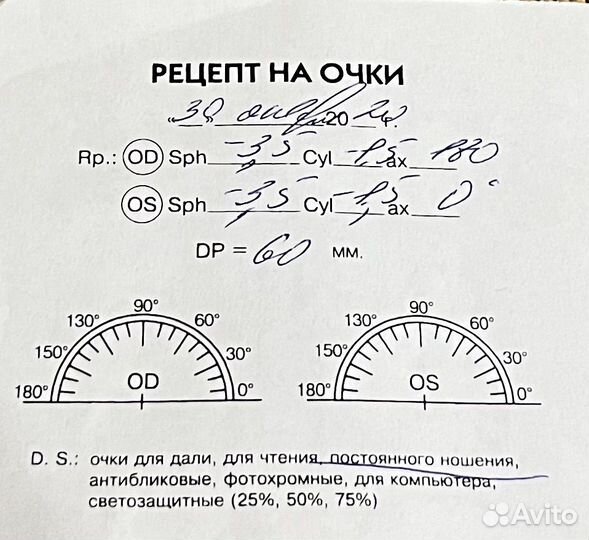 РЕЦЕПТ НА ОЧКИ
"30" 20 г.
Rp.: OD Sph -3,5 Cyl -1,5 ax 180
OS Sph -3,5 Cyl -1,5 ax 0°
DP = 60 мм.
90° 90°
130° 60° 130° 60°
150° 30° 150° 30°
180° OD 0° 180° OS 0°
D. S.: очки для дали, для чтения, постоянного ношения,
антибликовые, фотохромные, для компьютера,
светозащитные (25%, 50%, 75%)
Avito